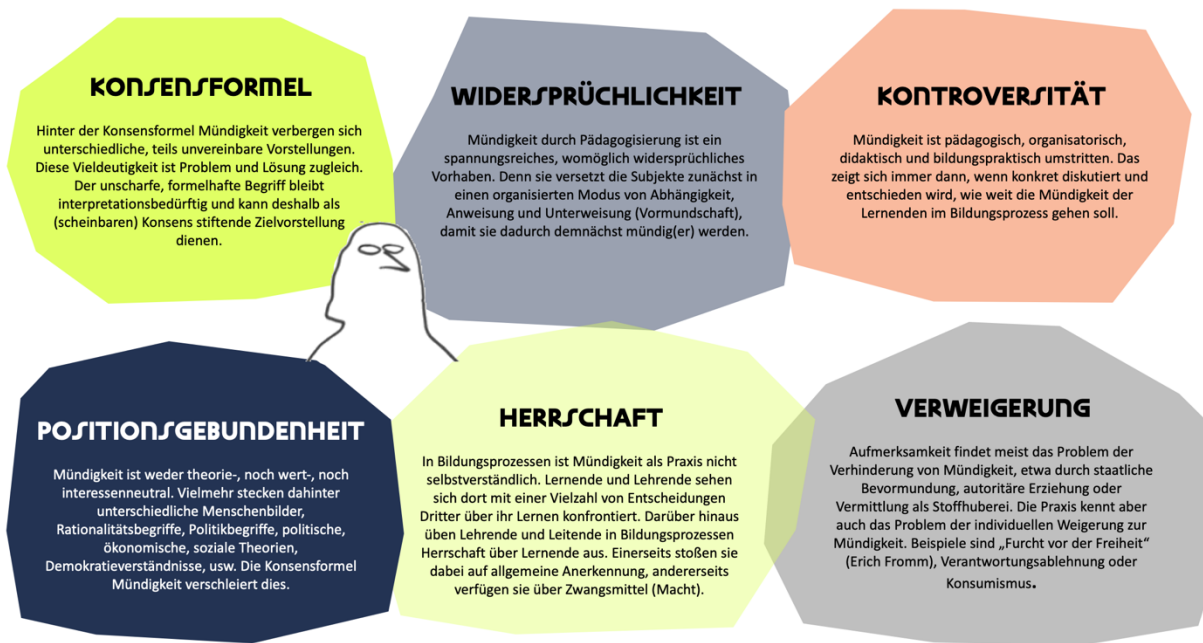 KONSENSFORMEL
Hinter der Konsensformel Mündigkeit verbergen sich
unterschiedliche, teils unvereinbare Vorstellungen.
Diese Vieldeutigkeit ist Problem und Lösung zugleich.
Der unscharfe, formelhafte Begriff bleibt
interpretationsbedürftig und kann deshalb als
(scheinbaren) Konsens stiftende Zielvorstellung
dienen.
WIDERSPRÜCHLICHKEIT
Mündigkeit durch Pädagogisierung ist ein
spannungsreiches, womöglich widersprüchliches
Vorhaben. Denn sie versetzt die Subjekte zunächst in
einen organisierten Modus von Abhängigkeit,
Anweisung und Unterweisung (Vormundschaft),
damit sie dadurch demnächst mündig(er) werden.
KONTROVERSITÄT
Mündigkeit ist pädagogisch, organisatorisch,
didaktisch und bildungspraktisch umstritten. Das
zeigt sich immer dann, wenn konkret diskutiert und
entschieden wird, wie weit die Mündigkeit der
Lernenden im Bildungsprozess gehen soll.
POSITIONSGEBUNDENHEIT
Mündigkeit ist weder theorie-, noch wert-, noch
interessenneutral. Vielmehr stecken dahinter
unterschiedliche Menschenbilder,
Rationalitätsbegriffe, Politikbegriffe, politische,
ökonomische, soziale Theorien,
Demokratieverständnisse, usw. Die Konsensformel
Mündigkeit verschleiert dies.
HERRSCHAFT
In Bildungsprozessen ist Mündigkeit als Praxis nicht
selbstverständlich. Lernende und Lehrende sehen
sich dort mit einer Vielzahl von Entscheidungen
Dritter über ihr Lernen konfrontiert. Darüber hinaus
üben Lehrende und Leitende in Bildungsprozessen
Herrschaft über Lernende aus. Einerseits stoßen sie
dabei auf allgemeine Anerkennung, andererseits
verfügen sie über Zwangsmittel (Macht).
VERWEIGERUNG
Aufmerksamkeit findet meist das Problem der
Verhinderung von Mündigkeit, etwa durch staatliche
Bevormundung, autoritäre Erziehung oder
Vermittlung als Stoffhuberei. Die Praxis kennt aber
auch das Problem der individuellen Weigerung zur
Mündigkeit. Beispiele sind „Furcht vor der Freiheit“
(Erich Fromm), Verantwortungsablehnung oder
Konsumismus.